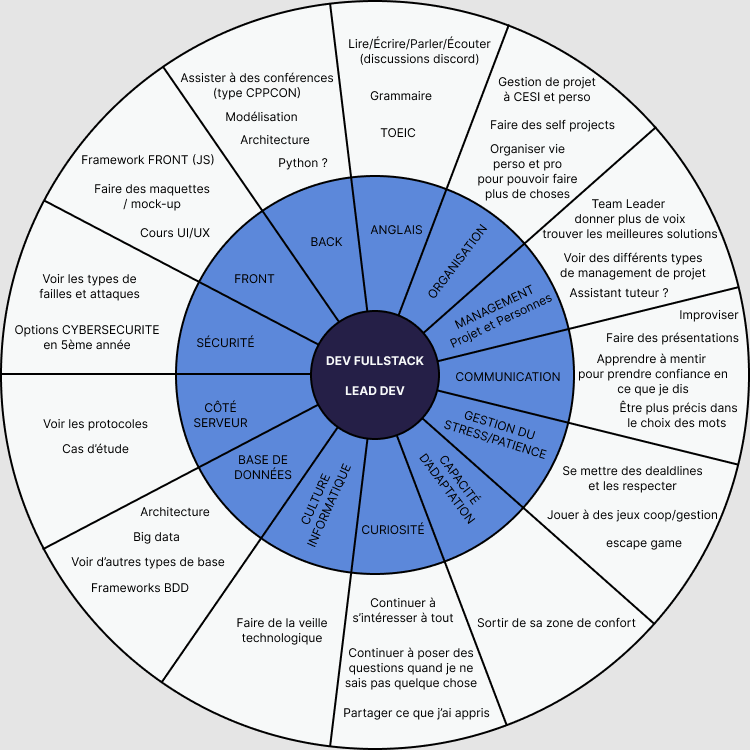 DEV FULLSTACK
LEAD DEV
ANGLAIS
Lire/Écrire/Parler/Écouter
(discussions discord)
Grammaire
TOEIC
ORGANISATION
Gestion de projet
à CESI et perso
Faire des self projects
Organiser vie
perso et pro
pour pouvoir faire
plus de choses
MANAGEMENT
Projet et Personnes
Team Leader
donner plus de voix
trouver les meilleures solutions
Voir des différents types
de management de projet
Assistant tuteur ?
COMMUNICATION
Improviser
Faire des présentations
Apprendre à mentir
pour prendre confiance en
ce que je dis
Être plus précis dans
le choix des mots
GESTION DU
STRESS/PATIENCE
Se mettre des dealdlines
et les respecter
Jouer à des jeux coop/gestion
escape game
CAPACITÉ
D'ADAPTATION
Sortir de sa zone de confort
CURIOSITÉ
Continuer à
s'intéresser à tout
Continuer à poser des
questions quand je ne
sais pas quelque chose
Partager ce que j'ai appris
CULTURE
INFORMATIQUE
Faire de la veille
technologique
BASE DE
DONNÉES
Architecture
Big data
Voir d'autres types de base
Frameworks BDD
CÔTÉ
SERVEUR
Voir les protocoles
Cas d'étude
SÉCURITÉ
Voir les types de
failles et attaques
Options CYBERSECURITE
en 5ème année
FRONT
Framework FRONT (JS)
Faire des maquettes
/ mock-up
Cours UI/UX
BACK
Assister à des conférences
(type CPPCON)
Modélisation
Architecture
Python ?